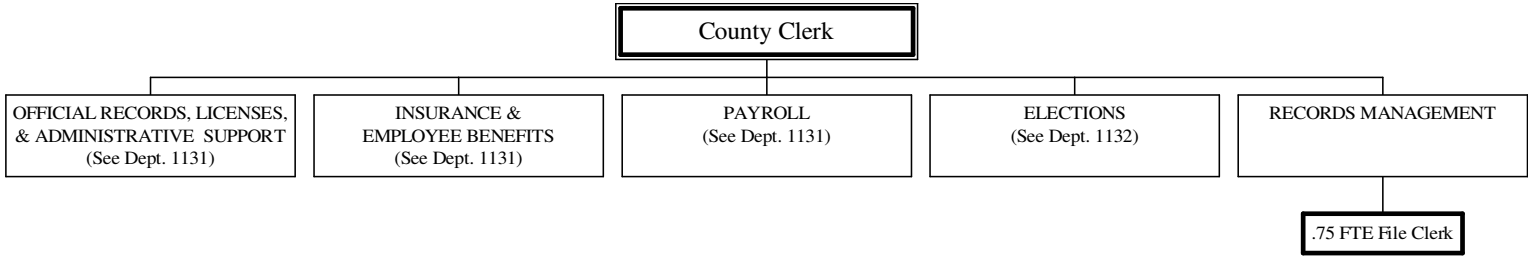 County Clerk
OFFICIAL RECORDS, LICENSES,
& ADMINISTRATIVE SUPPORT
(See Dept. 1131)
INSURANCE &
EMPLOYEE BENEFITS
(See Dept. 1131)
PAYROLL
(See Dept. 1131)
ELECTIONS
(See Dept. 1132)
RECORDS MANAGEMENT
.75 FTE File Clerk